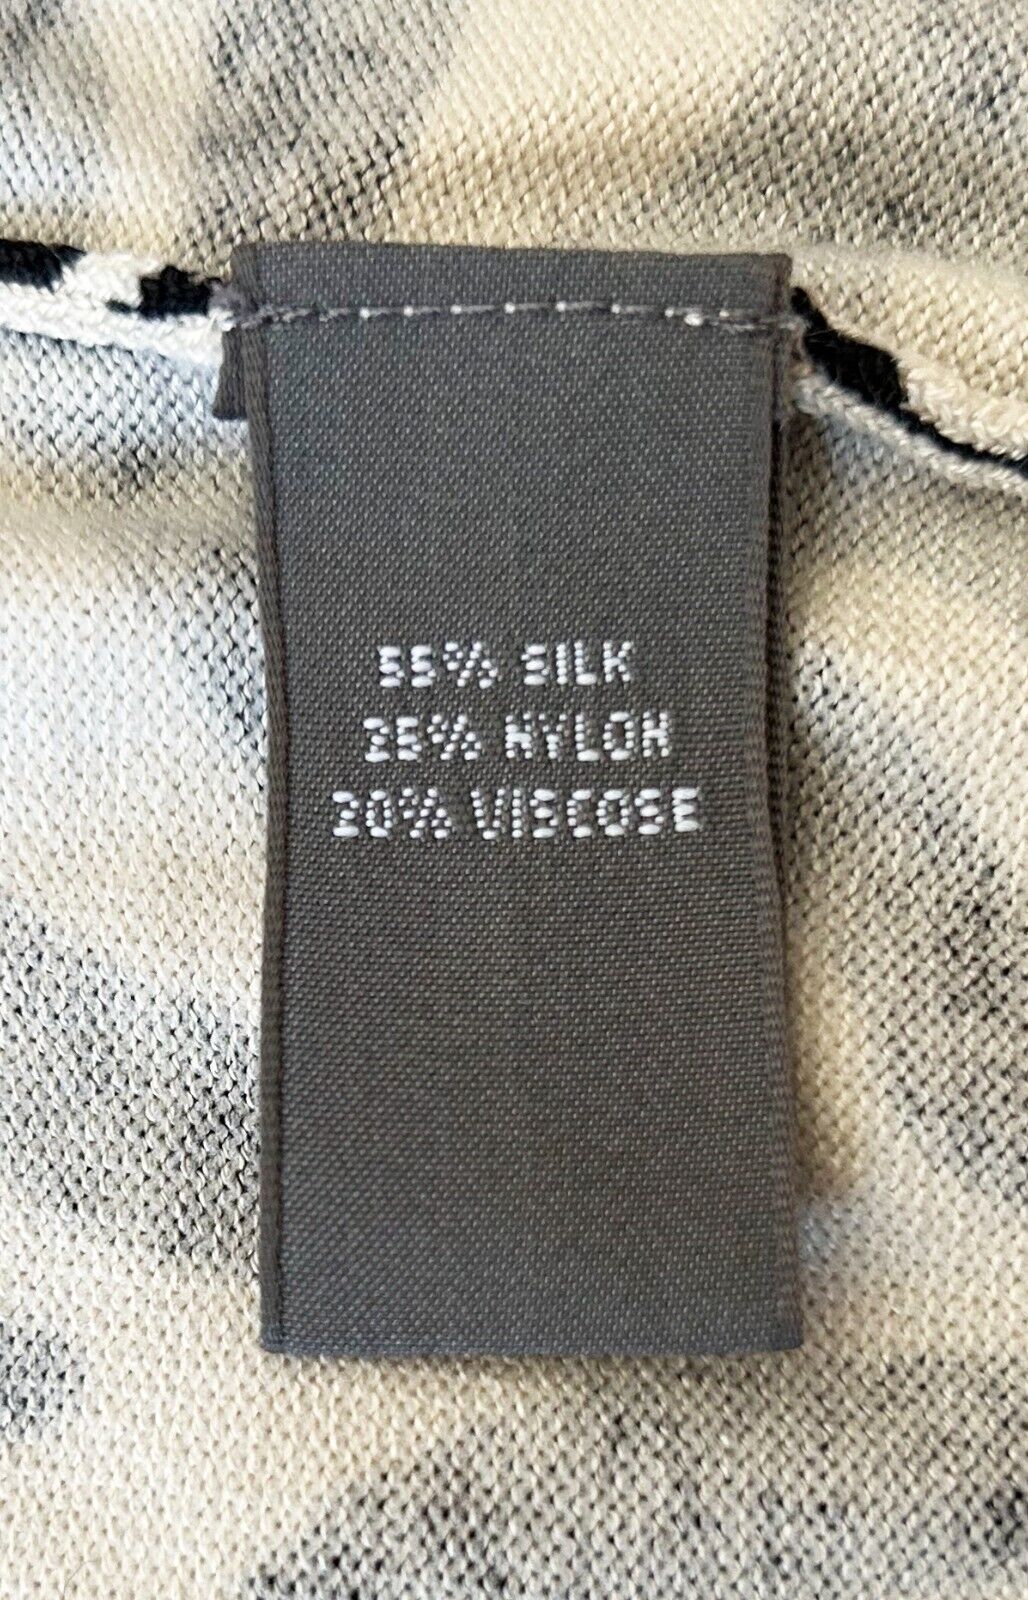 55% SILK
25% NYLON
20% VISCOSE